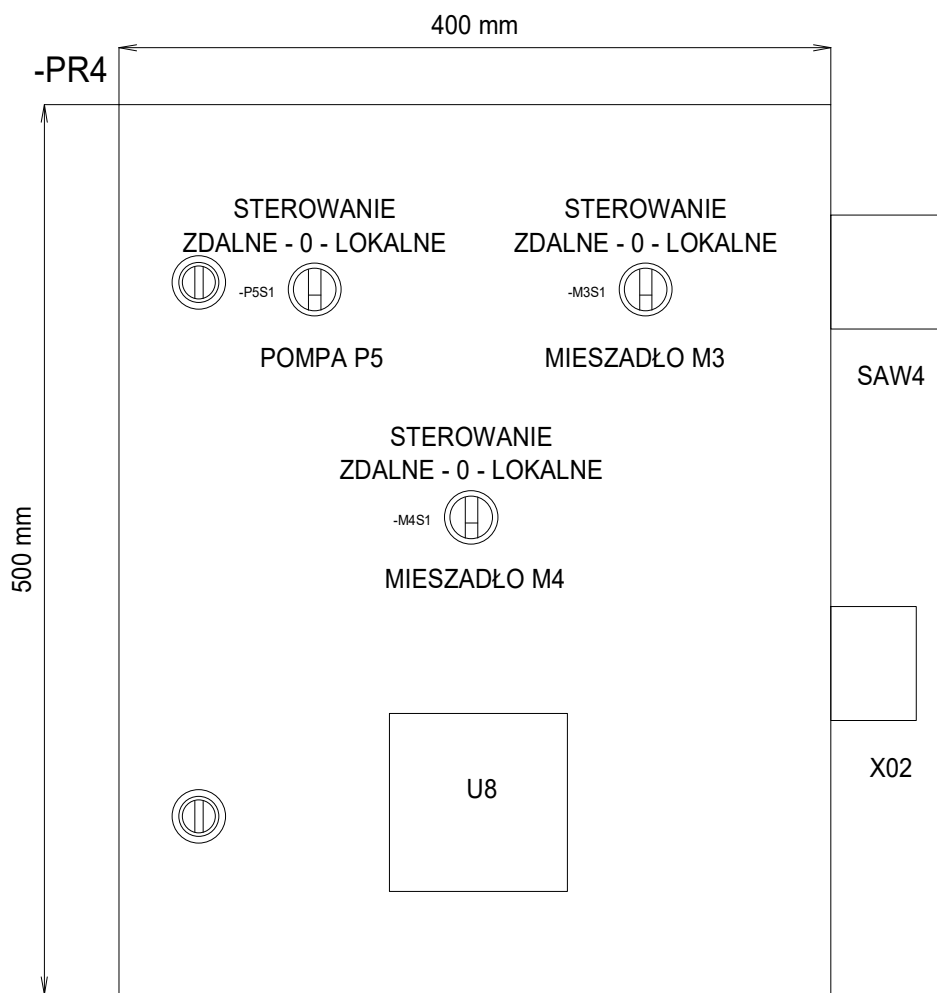 400 mm
-PR4
STEROWANIE
ZDALNE - 0 - LOKALNE
-P5S1
POMPA P5
STEROWANIE
ZDALNE - 0 - LOKALNE
-M3S1
MIESZADŁO M3
SAW4
STEROWANIE
ZDALNE - 0 - LOKALNE
-M4S1
MIESZADŁO M4
500 mm
X02
U8